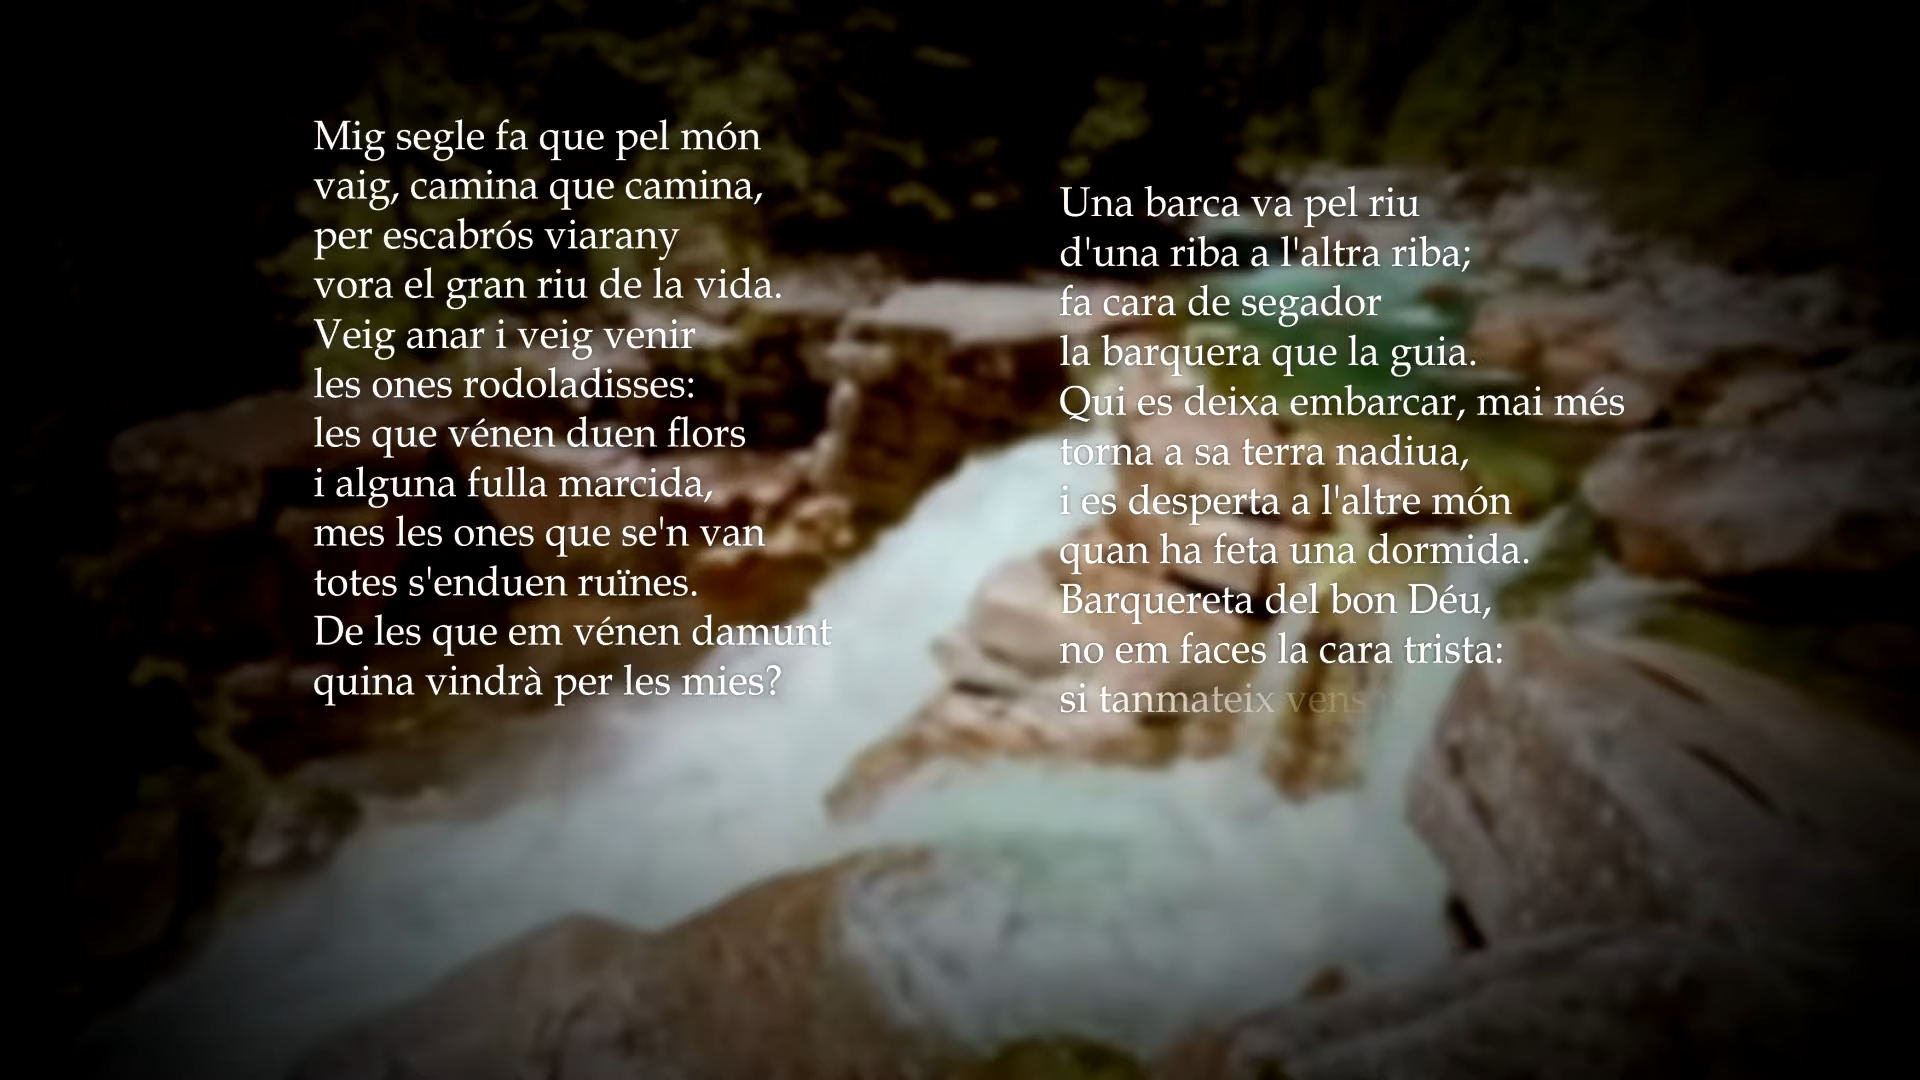 Mig segle fa que pel món
vaig, camina que camina,
per escabrós viarany
vora el gran riu de la vida.
Veig anar i veig venir
les ones rodoladisses:
les que vénen duen flors
i alguna fulla marcida,
mes les ones que se'n van
totes s'enduen ruïnes.
De les que em vénen damunt
quina vindrà per les mies?
Una barca va pel riu
d'una riba a l'altra riba;
fa cara de segador
la barquera que la guia.
Qui es deixa embarcar, mai més
torna a sa terra nadiua,
i es desperta a l'altre món
quan ha feta una dormida.
Barquereta del bon Déu,
no em faces la cara trista:
si tanmateix vens